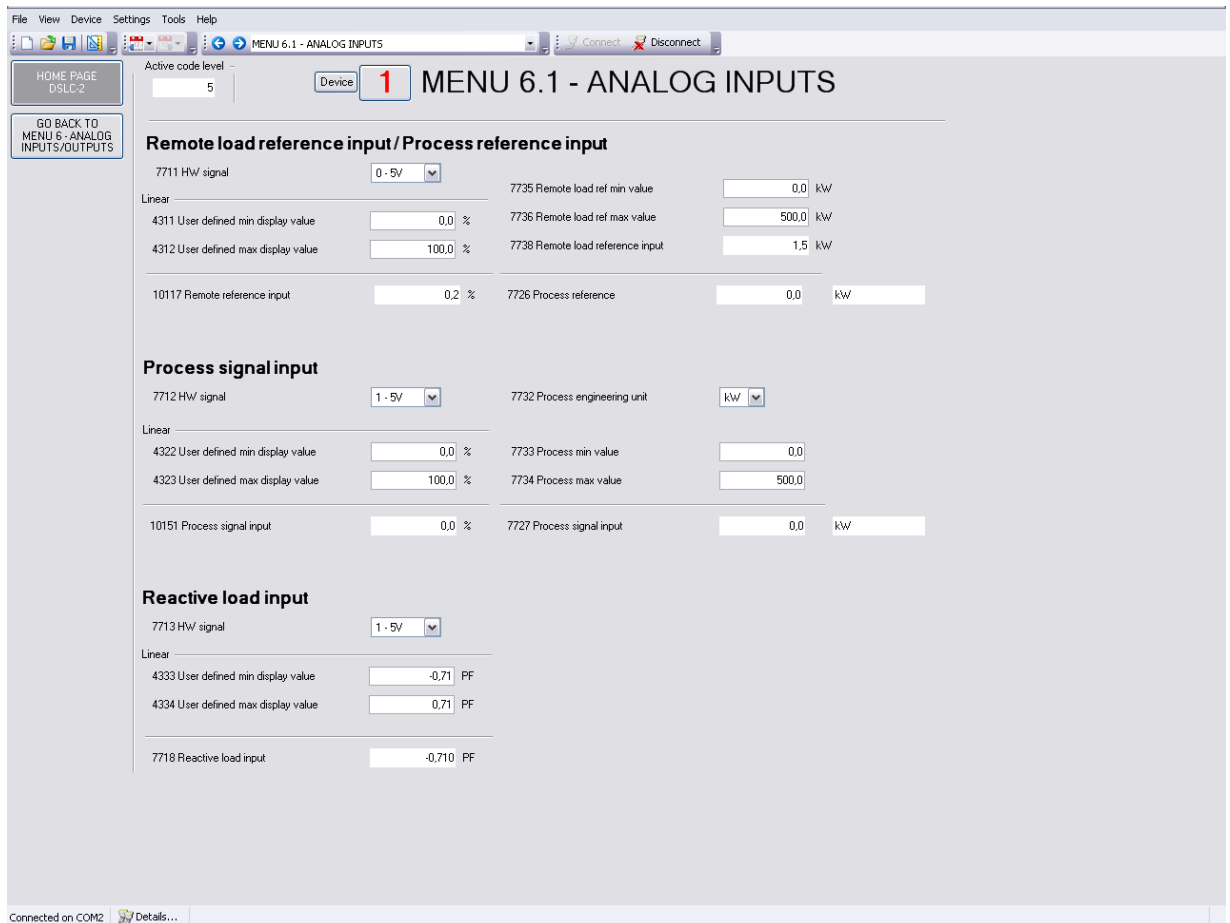 File View Device Settings Tools Help
MENU 6.1 - ANALOG INPUTS Connect Disconnect
HOME PAGE
DSLC-2
GO BACK TO
MENU 6 - ANALOG
INPUTS/OUTPUTS
Active code level
5
Device 1 MENU 6.1 - ANALOG INPUTS
Remote load reference input / Process reference input
7711 HW signal 0 - 5V
Linear
4311 User defined min display value 0,0 %
4312 User defined max display value 100,0 %
7735 Remote load ref min value 0,0 kW
7736 Remote load ref max value 500,0 kW
7738 Remote load reference input 1,5 kW
10117 Remote reference input 0,2 %
7726 Process reference 0,0 kW
Process signal input
7712 HW signal 1 - 5V
7732 Process engineering unit kW
Linear
4322 User defined min display value 0,0 %
4323 User defined max display value 100,0 %
7733 Process min value 0,0
7734 Process max value 500,0
10151 Process signal input 0,0 %
7727 Process signal input 0,0 kW
Reactive load input
7713 HW signal 1 - 5V
Linear
4333 User defined min display value -0,71 PF
4334 User defined max display value 0,71 PF
7718 Reactive load input -0,710 PF
Connected on COM2 Details...